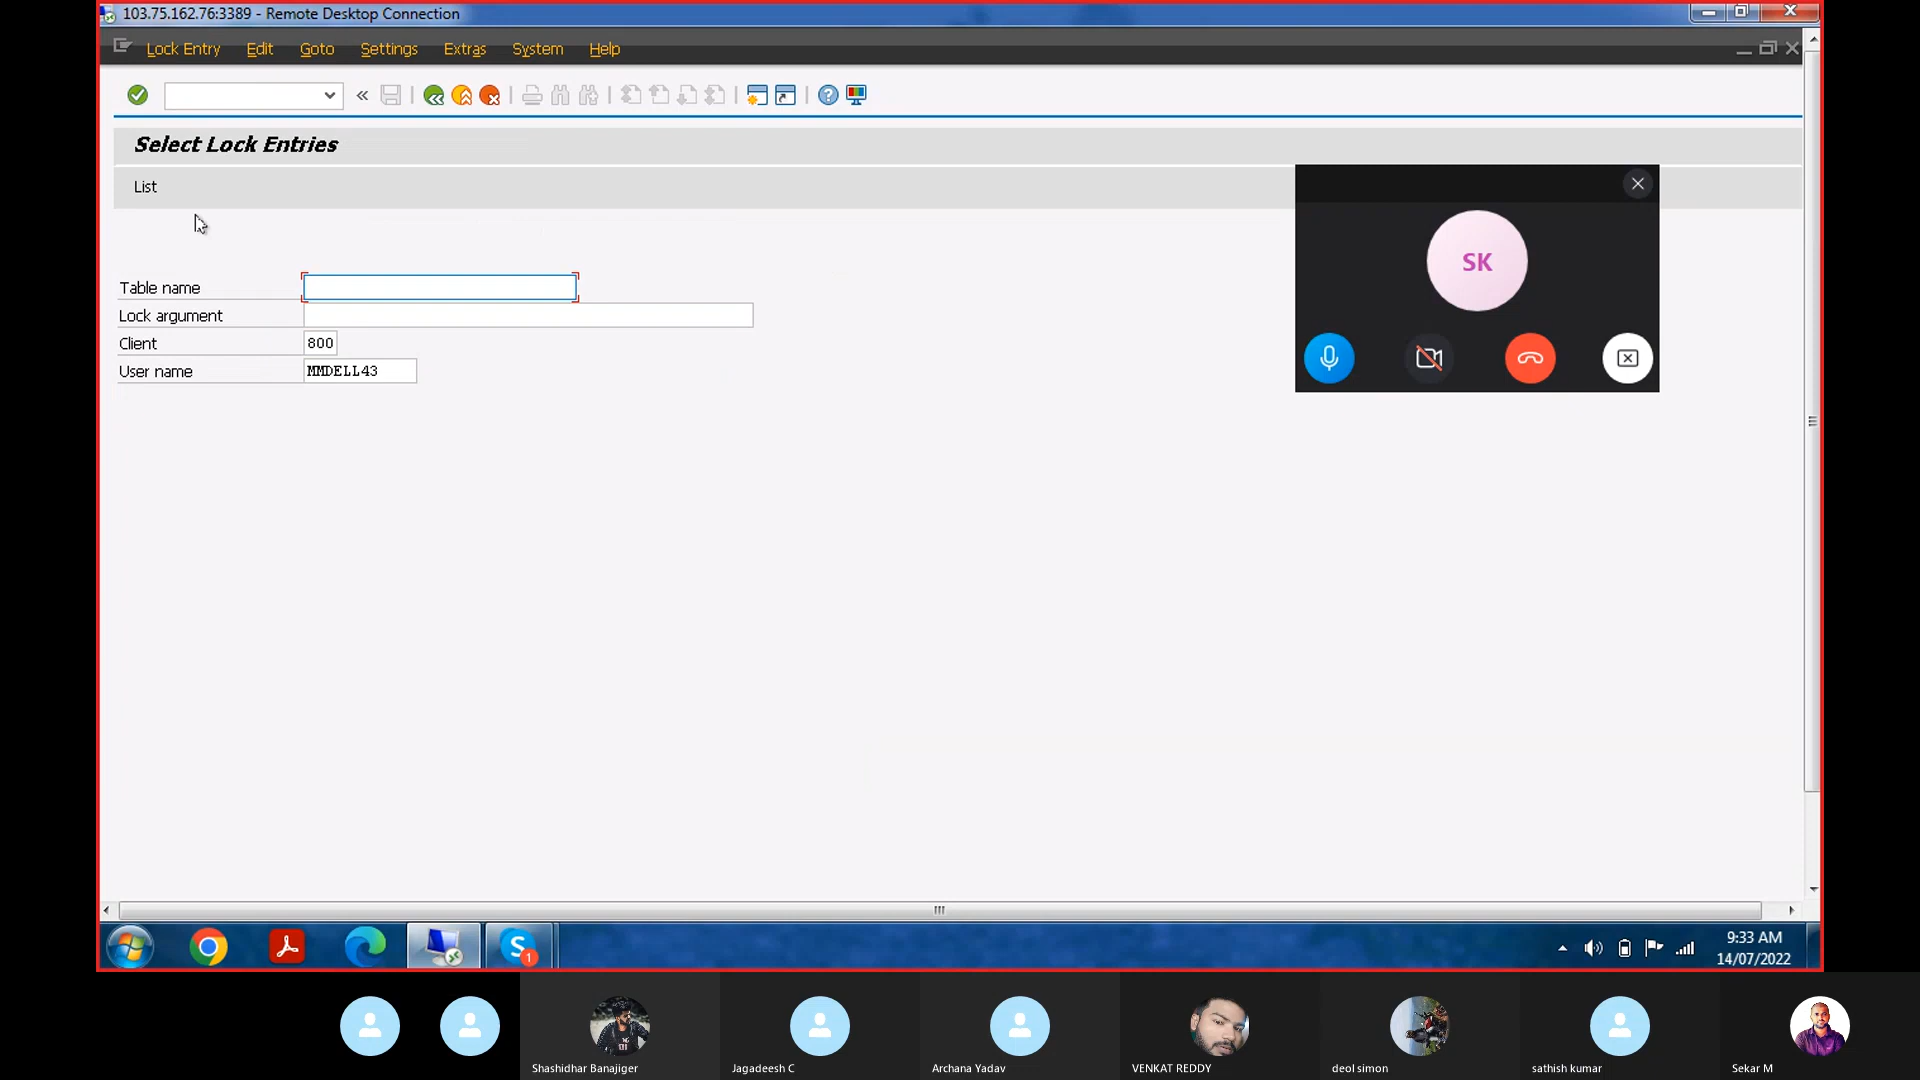 103.75.162.76:3389 - Remote Desktop Connection
Lock Entry Edit Goto Settings Extras System Help
Select Lock Entries
List
SK
Table name
Lock argument
Client 800
User name MMDELL43
9:33 AM
14/07/2022
1
Shashidhar Banajiger Jagadeesh C Archana Yadav VENKAT REDDY deol simon sathish kumar Sekar M